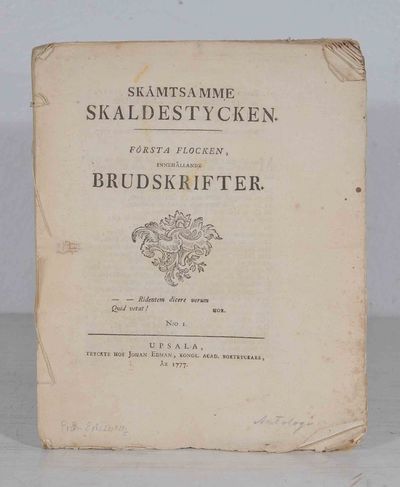 SKÄMTSAMME
SKALDESTYCKEN.
FÖRSTA FLOCKEN,
INNEHÅLLANDE
BRUDSKRIFTER.
— — Ridentem dicere verum
Quid vetat!
HOR.
N:o 1.
UPSALA,
TRYCKTE HOS JOHAN EDMAN, KONGL. ACAD. BOKTRYCKARE,
ÅR 1777.
Antologi